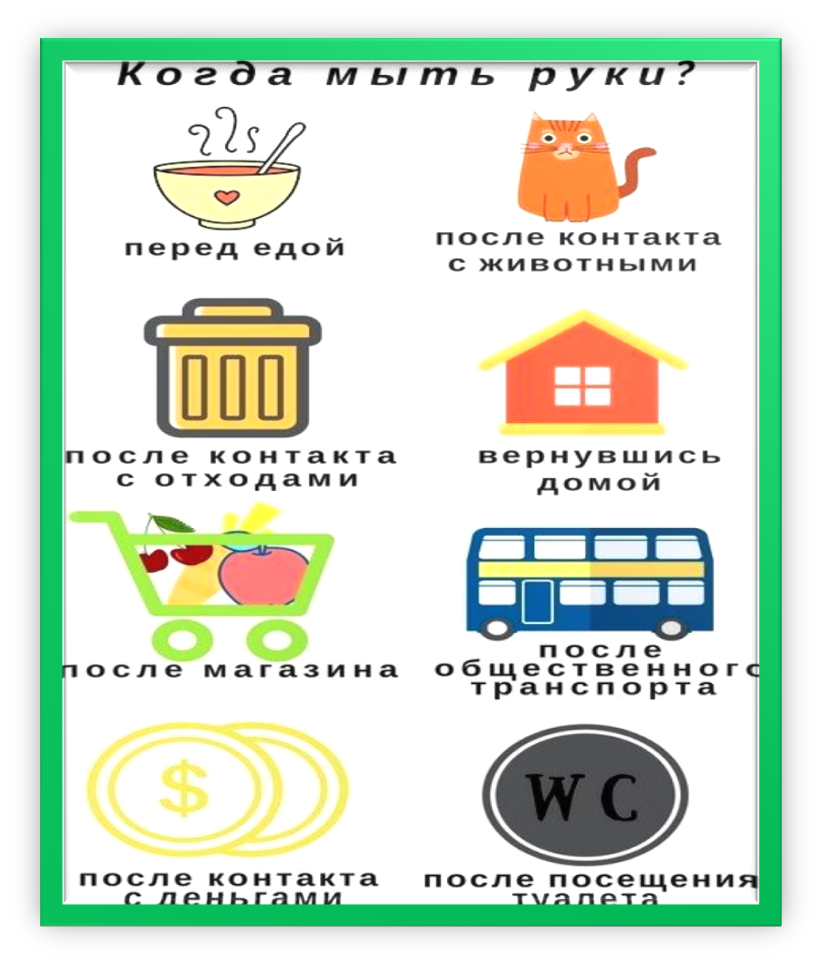 Когда мыть руки?
перед едой
после контакта
с животными
после контакта
с отходами
вернувшись
домой
после магазина
после
общественного
транспорта
$
W C
после контакта
с деньгами
после посещения
туалета